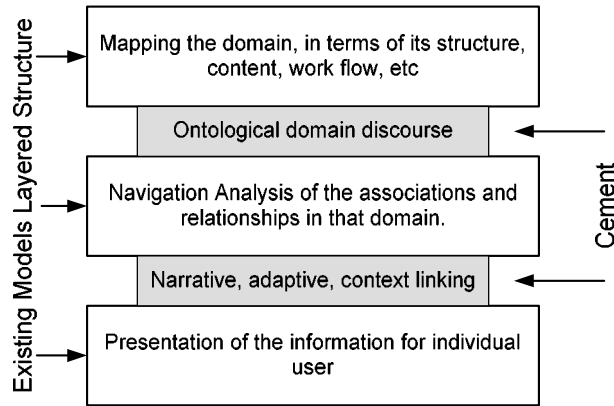 Existing Models Layered Structure
Mapping the domain, in terms of its structure,
content, work flow, etc
Ontological domain discourse
Navigation Analysis of the associations and
relationships in that domain.
Narrative, adaptive, context linking
Presentation of the information for individual
user
Cement